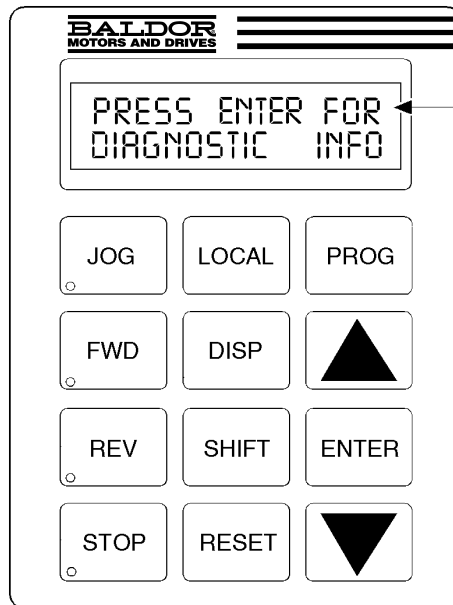 BALDOR
MOTORS AND DRIVES
PRESS ENTER FOR
DIAGNOSTIC INFO
JOG LOCAL PROG
FWD DISP
REV SHIFT ENTER
STOP RESET